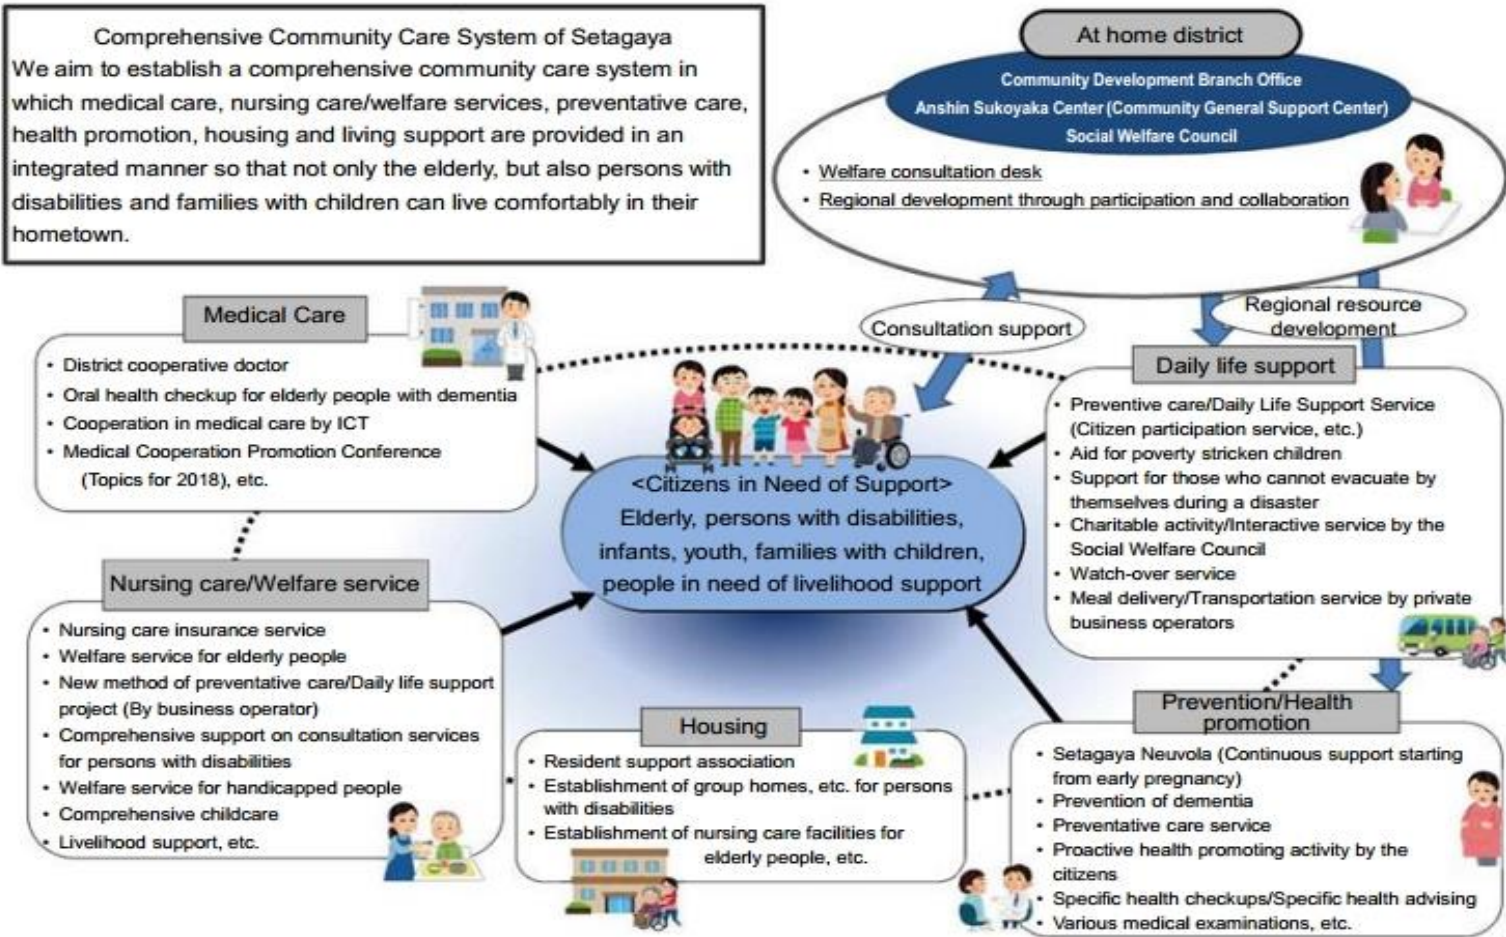 Comprehensive Community Care System of Setagaya
We aim to establish a comprehensive community care system in
which medical care, nursing care/welfare services, preventative care,
health promotion, housing and living support are provided in an
integrated manner so that not only the elderly, but also persons with
disabilities and families with children can live comfortably in their
hometown.
At home district
Community Development Branch Office
Anshin Sukoyaka Center (Community General Support Center)
Social Welfare Council
• Welfare consultation desk
• Regional development through participation and collaboration
Consultation support
Regional resource
development
Medical Care
• District cooperative doctor
• Oral health checkup for elderly people with dementia
• Cooperation in medical care by ICT
• Medical Cooperation Promotion Conference
(Topics for 2018), etc.
<Citizens in Need of Support>
Elderly, persons with disabilities,
infants, youth, families with children,
people in need of livelihood support
Daily life support
• Preventive care/Daily Life Support Service
(Citizen participation service, etc.)
• Aid for poverty stricken children
• Support for those who cannot evacuate by
themselves during a disaster
• Charitable activity/Interactive service by the
Social Welfare Council
• Watch-over service
• Meal delivery/Transportation service by private
business operators
Nursing care/Welfare service
• Nursing care insurance service
• Welfare service for elderly people
• New method of preventative care/Daily life support
project (By business operator)
• Comprehensive support on consultation services
for persons with disabilities
• Welfare service for handicapped people
• Comprehensive childcare
• Livelihood support, etc.
Housing
• Resident support association
• Establishment of group homes, etc. for persons
with disabilities
• Establishment of nursing care facilities for
elderly people, etc.
Prevention/Health
promotion
• Setagaya Neuvola (Continuous support starting
from early pregnancy)
• Prevention of dementia
• Preventative care service
• Proactive health promoting activity by the
citizens
• Specific health checkups/Specific health advising
• Various medical examinations, etc.